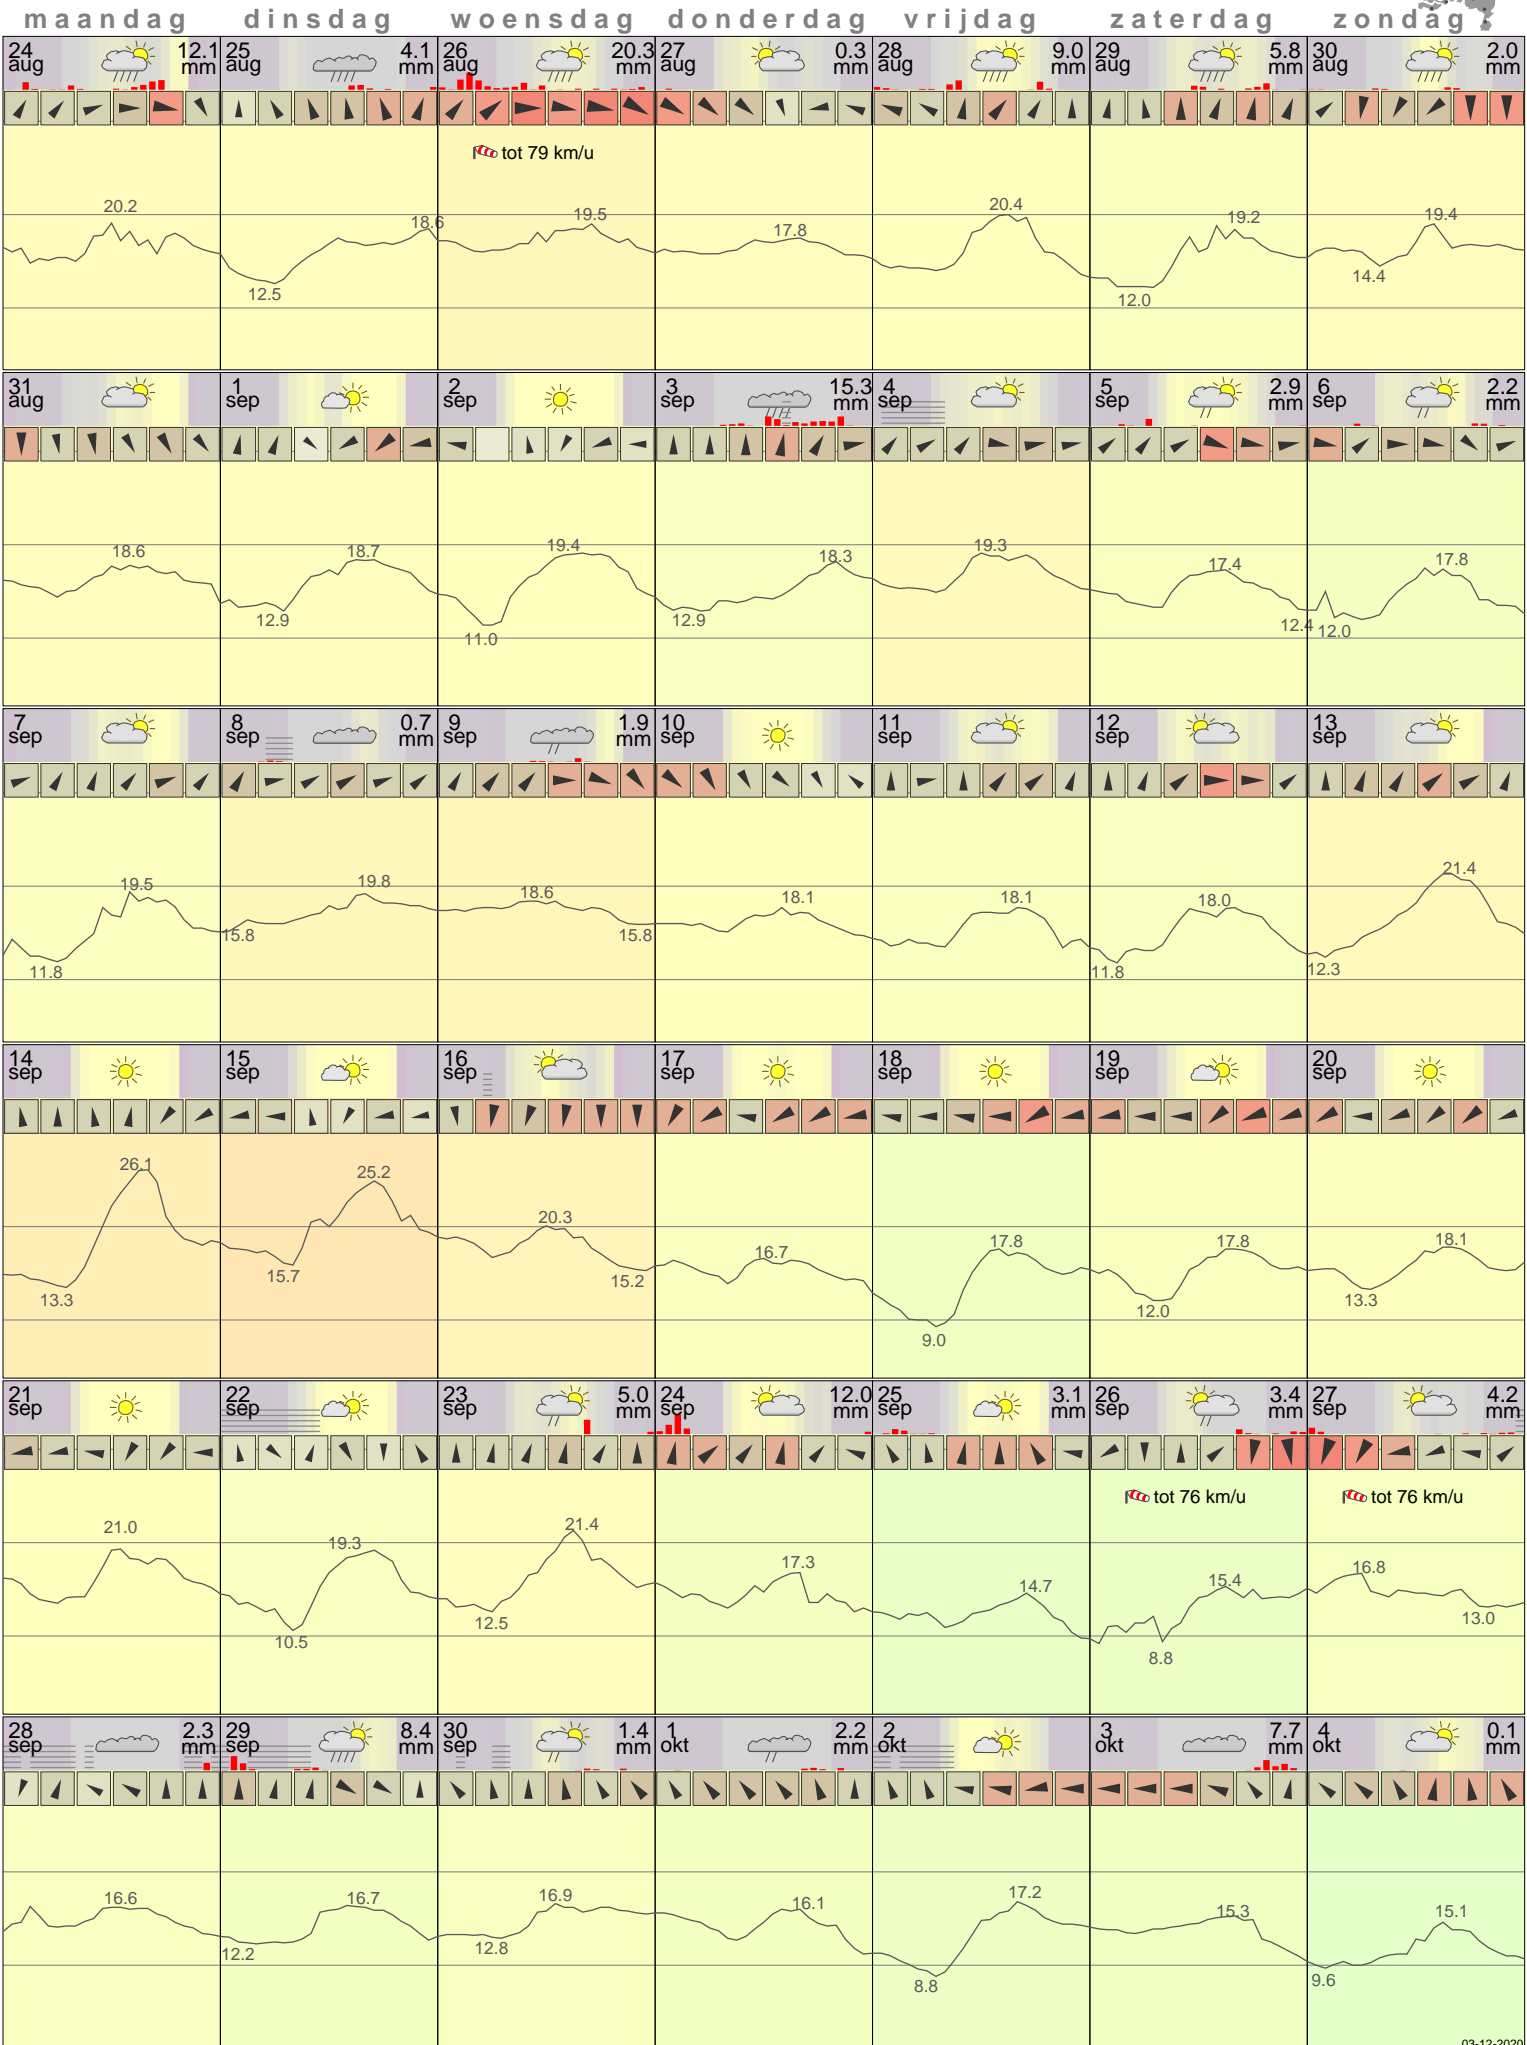 maandag dinsdag woensdag donderdag vrijdag zaterdag zondag
24 12.1 25 4.1 26 20.3 27 0.3 28 9.0 29 5.8 30 2.0
aug mm aug mm aug mm aug mm aug mm aug mm aug mm
tot 79 km/u
20.2 18.6 19.5 17.8 20.4 19.2 19.4
12.5 12.0 14.4
31 1 2 3 15.3 4 5 2.9 6 2.2
aug sep sep sep mm sep sep mm sep mm
18.6 18.7 19.4 18.3 19.3 17.4 17.8
12.9 11.0 12.9 12.4 12.0
7 8 0.7 9 1.9 10 11 12 13
sep sep mm sep mm sep sep sep sep
19.5 19.8 18.6 18.1 18.1 18.0 21.4
11.8 15.8 15.8 11.8 12.3
14 15 16 17 18 19 20
sep sep sep sep sep sep sep
26.1 25.2 20.3 16.7 17.8 17.8 18.1
13.3 15.7 15.2 9.0 12.0 13.3
21 22 23 5.0 24 12.0 25 3.1 26 3.4 27 4.2
sep sep sep mm sep mm sep mm sep mm sep mm
tot 76 km/u tot 76 km/u
21.0 19.3 21.4 17.3 14.7 15.4 16.8
10.5 12.5 8.8 13.0
28 2.3 29 8.4 30 1.4 1 2.2 2 3 7.7 4 0.1
sep mm sep mm sep mm okt mm okt okt mm okt mm
16.6 16.7 16.9 16.1 17.2 15.3 15.1
12.2 12.8 8.8 9.6
03-12-2020